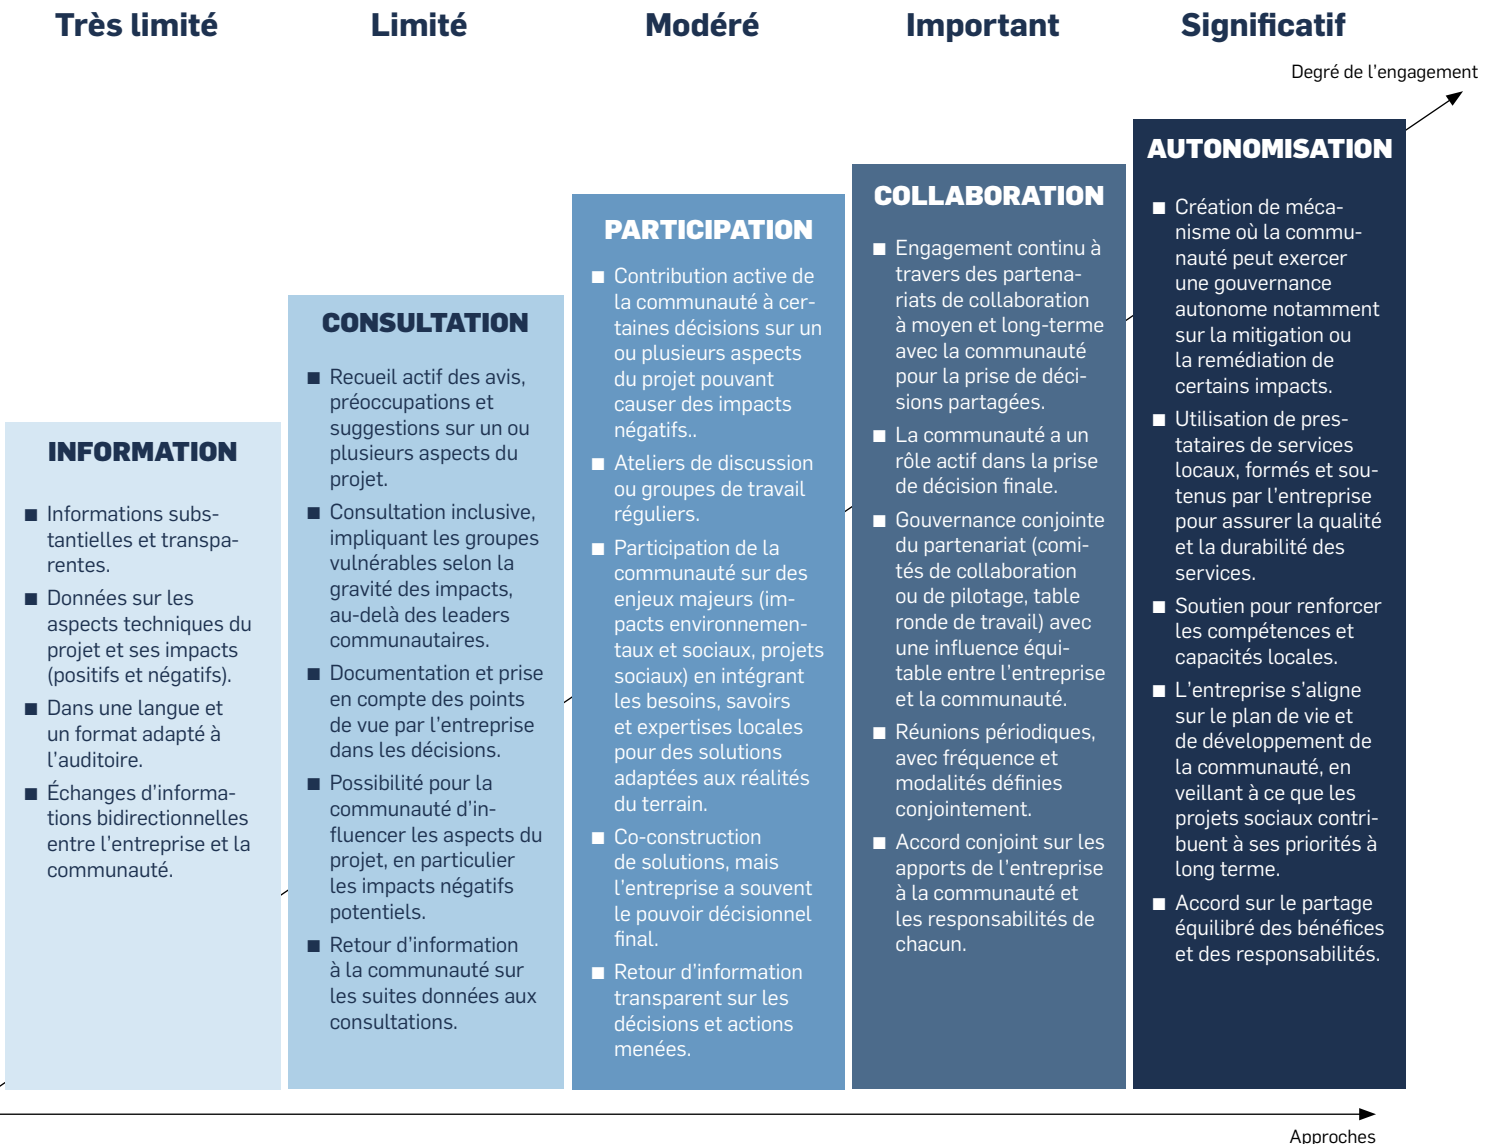 Très limité
Limité
Modéré
Important
Significatif
Degré de l'engagement
INFORMATION
■ Informations subs-
tantielles et transpa-
rentes.
■ Données sur les
aspects techniques du
projet et ses impacts
(positifs et négatifs).
■ Dans une langue et
un format adapté à
l'auditoire.
■ Échanges d'informa-
tions bidirectionnelles
entre l'entreprise et la
communauté.
CONSULTATION
■ Recueil actif des avis,
préoccupations et
suggestions sur un ou
plusieurs aspects du
projet.
■ Consultation inclusive,
impliquant les groupes
vulnérables selon la
gravité des impacts,
au-delà des leaders
communautaires.
■ Documentation et prise
en compte des points
de vue par l'entreprise
dans les décisions.
■ Possibilité pour la
communauté d'in-
fluencer les aspects du
projet, en particulier
les impacts négatifs
potentiels.
■ Retour d'information
à la communauté sur
les suites données aux
consultations.
PARTICIPATION
■ Contribution active de
la communauté à cer-
taines décisions sur un
ou plusieurs aspects
du projet pouvant
causer des impacts
négatifs..
■ Ateliers de discussion
ou groupes de travail
réguliers.
■ Participation de la
communauté sur des
enjeux majeurs (im-
pacts environnemen-
taux et sociaux, projets
sociaux) en intégrant
les besoins, savoirs
et expertises locales
pour des solutions
adaptées aux réalités
du terrain.
■ Co-construction
de solutions, mais
l'entreprise a souvent
le pouvoir décisionnel
final.
■ Retour d'information
transparent sur les
décisions et actions
menées.
COLLABORATION
■ Engagement continu à
travers des partena-
riats de collaboration
à moyen et long-terme
avec la communauté
pour la prise de déci-
sions partagées.
■ La communauté a un
rôle actif dans la prise
de décision finale.
■ Gouvernance conjointe
du partenariat (comi-
tés de collaboration
ou de pilotage, table
ronde de travail) avec
une influence équi-
table entre l'entreprise
et la communauté.
■ Réunions périodiques,
avec fréquence et
modalités définies
conjointement.
■ Accord conjoint sur les
apports de l'entreprise
à la communauté et
les responsabilités de
chacun.
AUTONOMISATION
■ Création de méca-
nisme où la commu-
nauté peut exercer
une gouvernance
autonome notamment
sur la mitigation ou
la remédiation de
certains impacts.
■ Utilisation de pres-
tataires de services
locaux, formés et sou-
tenus par l'entreprise
pour assurer la qualité
et la durabilité des
services.
■ Soutien pour renforcer
les compétences et
capacités locales.
■ L'entreprise s'aligne
sur le plan de vie et
de développement de
la communauté, en
veillant à ce que les
projets sociaux contri-
buent à ses priorités à
long terme.
■ Accord sur le partage
équilibré des bénéfices
et des responsabilités.
Approches